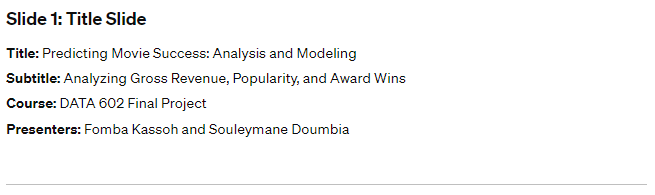 Slide 1: Title Slide
Title: Predicting Movie Success: Analysis and Modeling
Subtitle: Analyzing Gross Revenue, Popularity, and Award Wins
Course: DATA 602 Final Project
Presenters: Fomba Kassoh and Souleymane Doumbia